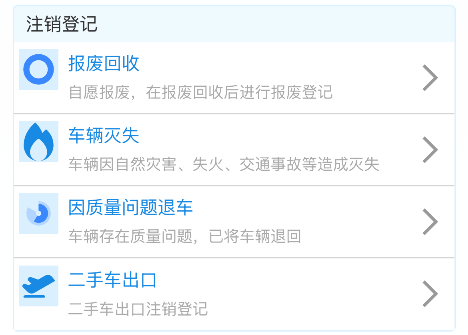 注销登记
报废回收
自愿报废，在报废回收后进行报废登记
车辆灭失
车辆因自然灾害、失火、交通事故等造成灭失
因质量问题退车
车辆存在质量问题，已将车辆退回
二手车出口
二手车出口注销登记